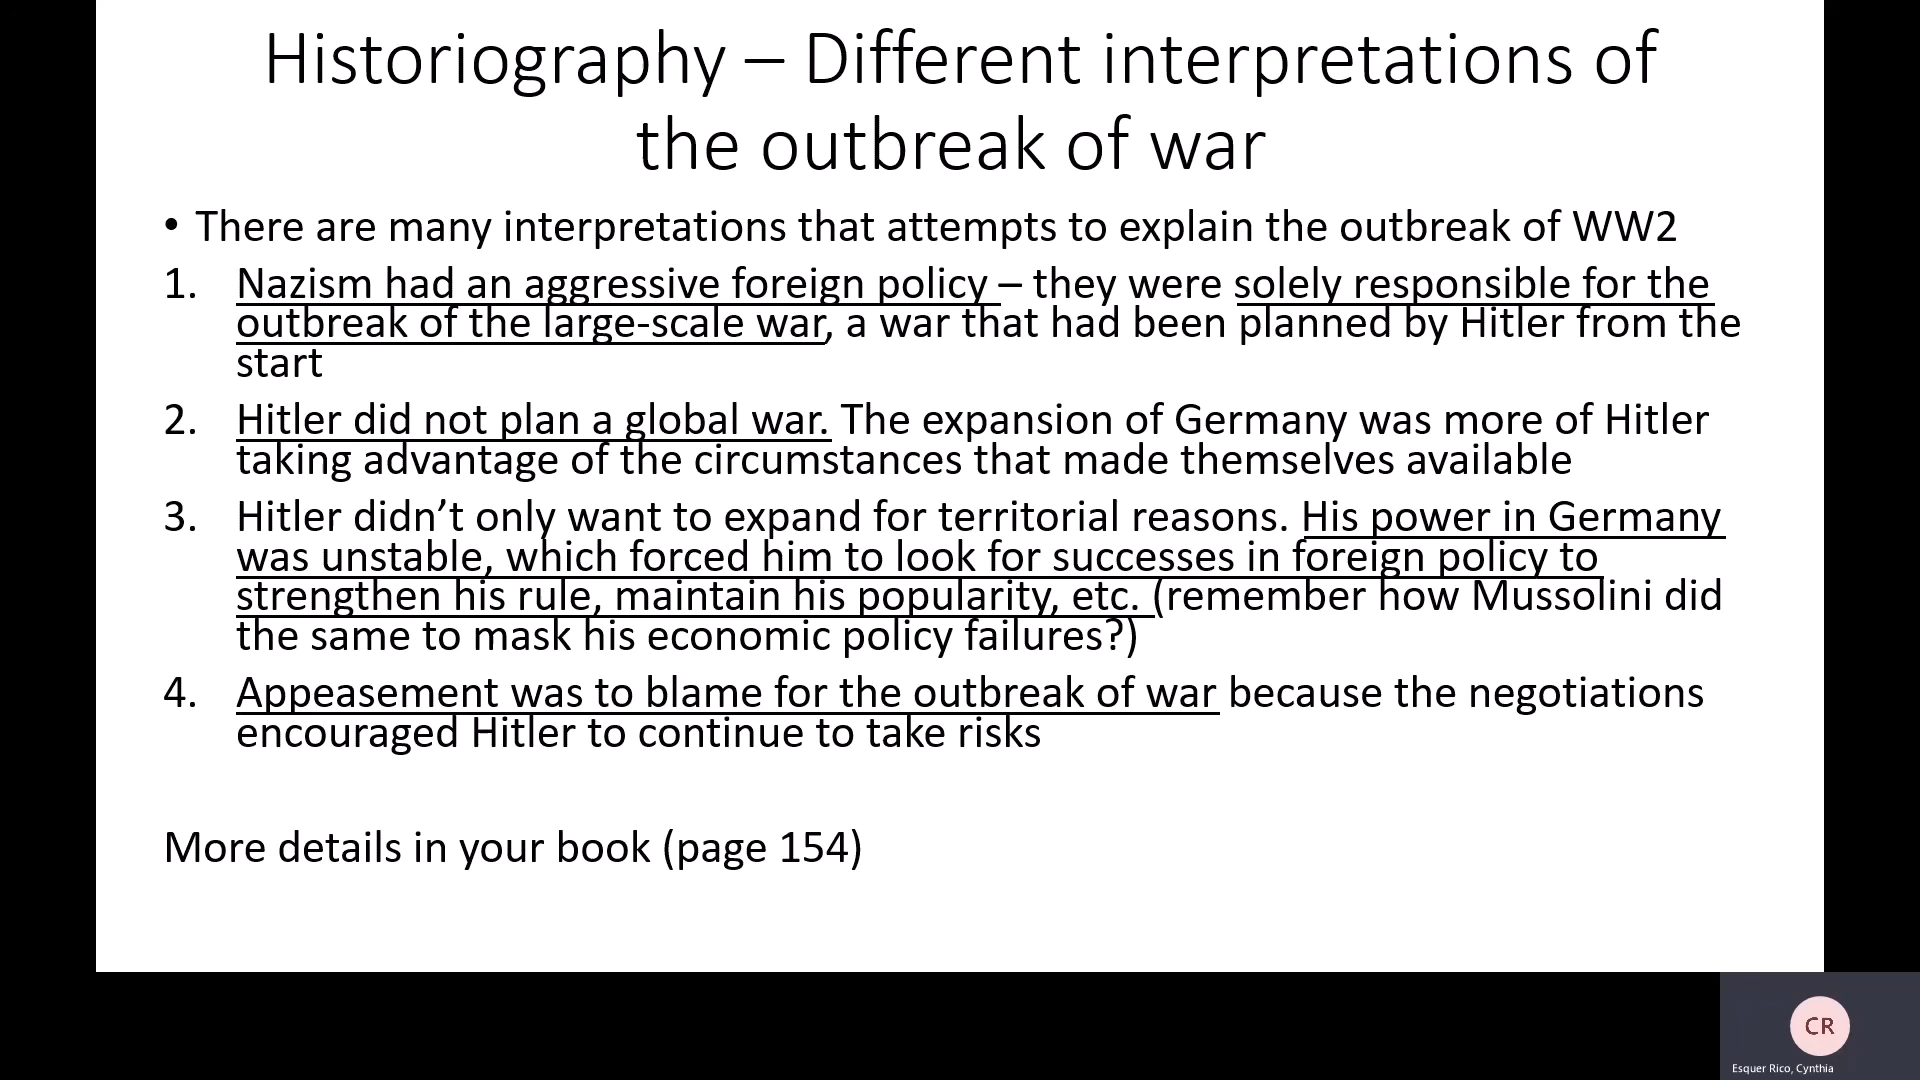 Historiography – Different interpretations of
the outbreak of war
• There are many interpretations that attempts to explain the outbreak of WW2
1. Nazism had an aggressive foreign policy – they were solely responsible for the
outbreak of the large-scale war, a war that had been planned by Hitler from the
start
2. Hitler did not plan a global war. The expansion of Germany was more of Hitler
taking advantage of the circumstances that made themselves available
3. Hitler didn’t only want to expand for territorial reasons. His power in Germany
was unstable, which forced him to look for successes in foreign policy to
strengthen his rule, maintain his popularity, etc. (remember how Mussolini did
the same to mask his economic policy failures?)
4. Appeasement was to blame for the outbreak of war because the negotiations
encouraged Hitler to continue to take risks
More details in your book (page 154)
CR
Esquer Rico, Cynthia